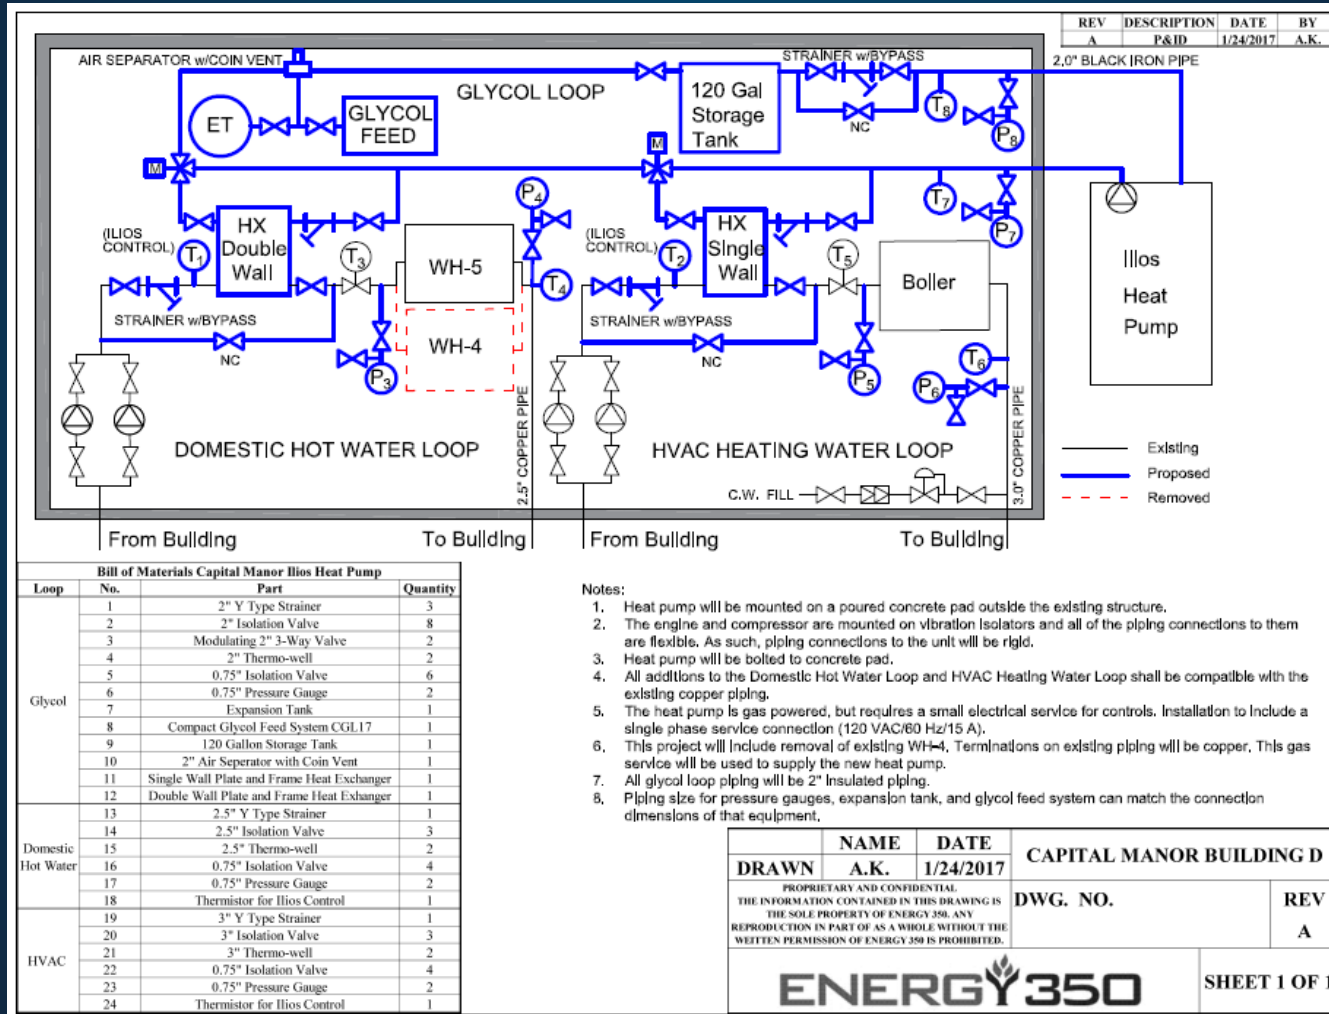 REV DESCRIPTION DATE BY
A P&ID 1/24/2017 A.K.
AIR SEPARATOR w/COIN VENT
STRAINER w/BYPASS
2.0" BLACK IRON PIPE
GLYCOL LOOP
ET
GLYCOL
FEED
120 Gal
Storage
Tank
NC
T8
P8
M
M
P4
T7
P7
(ILIOS
CONTROL)
T1
HX
Double
Wall
T3
WH-5
T4
(ILIOS
CONTROL)
T2
HX
Single
Wall
T5
Boiler
Ilios
Heat
Pump
STRAINER w/BYPASS
NC
WH-4
P3
STRAINER w/BYPASS
NC
P5
T6
P6
DOMESTIC HOT WATER LOOP
2.5" COPPER PIPE
HVAC HEATING WATER LOOP
3.0" COPPER PIPE
C.W. FILL
Existing
Proposed
Removed
From Building
To Building
From Building
To Building
Bill of Materials Capital Manor Ilios Heat Pump
Loop No. Part Quantity
Glycol
1 2" Y Type Strainer 3
2 2" Isolation Valve 8
3 Modulating 2" 3-Way Valve 2
4 2" Thermo-well 2
5 0.75" Isolation Valve 6
6 0.75" Pressure Gauge 2
7 Expansion Tank 1
8 Compact Glycol Feed System CGL17 1
9 120 Gallon Storage Tank 1
10 2" Air Seperator with Coin Vent 1
11 Single Wall Plate and Frame Heat Exchanger 1
12 Double Wall Plate and Frame Heat Exhanger 1
Domestic
Hot Water
13 2.5" Y Type Strainer 1
14 2.5" Isolation Valve 3
15 2.5" Thermo-well 2
16 0.75" Isolation Valve 4
17 0.75" Pressure Gauge 2
18 Thermistor for Ilios Control 1
HVAC
19 3" Y Type Strainer 1
20 3" Isolation Valve 3
21 3" Thermo-well 2
22 0.75" Isolation Valve 4
23 0.75" Pressure Gauge 2
24 Thermistor for Ilios Control 1
Notes:
1. Heat pump will be mounted on a poured concrete pad outside the existing structure.
2. The engine and compressor are mounted on vibration isolators and all of the piping connections to them
are flexible. As such, piping connections to the unit will be rigid.
3. Heat pump will be bolted to concrete pad.
4. All additions to the Domestic Hot Water Loop and HVAC Heating Water Loop shall be compatible with the
existing copper piping.
5. The heat pump is gas powered, but requires a small electrical service for controls. Installation to include a
single phase service connection (120 VAC/60 Hz/15 A).
6. This project will include removal of existing WH-4. Terminations on existing piping will be copper. This gas
service will be used to supply the new heat pump.
7. All glycol loop piping will be 2" insulated piping.
8. Piping size for pressure gauges, expansion tank, and glycol feed system can match the connection
dimensions of that equipment.
NAME DATE
DRAWN A.K. 1/24/2017
CAPITAL MANOR BUILDING D
PROPRIETARY AND CONFIDENTIAL
THE INFORMATION CONTAINED IN THIS DRAWING IS
THE SOLE PROPERTY OF ENERGY 350. ANY
REPRODUCTION IN PART OF AS A WHOLE WITHOUT THE
WEITTEN PERMISSION OF ENERGY 350 IS PROHIBITED.
DWG. NO.
REV
A
ENERGY350
SHEET 1 OF 1